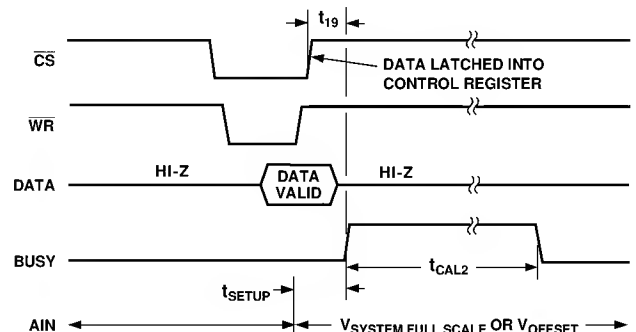 t19
CS
DATA LATCHED INTO
CONTROL REGISTER
WR
DATA
HI-Z
DATA
VALID
HI-Z
BUSY
tCAL2
tSETUP
AIN
VSYSTEM FULL SCALE OR VOFFSET